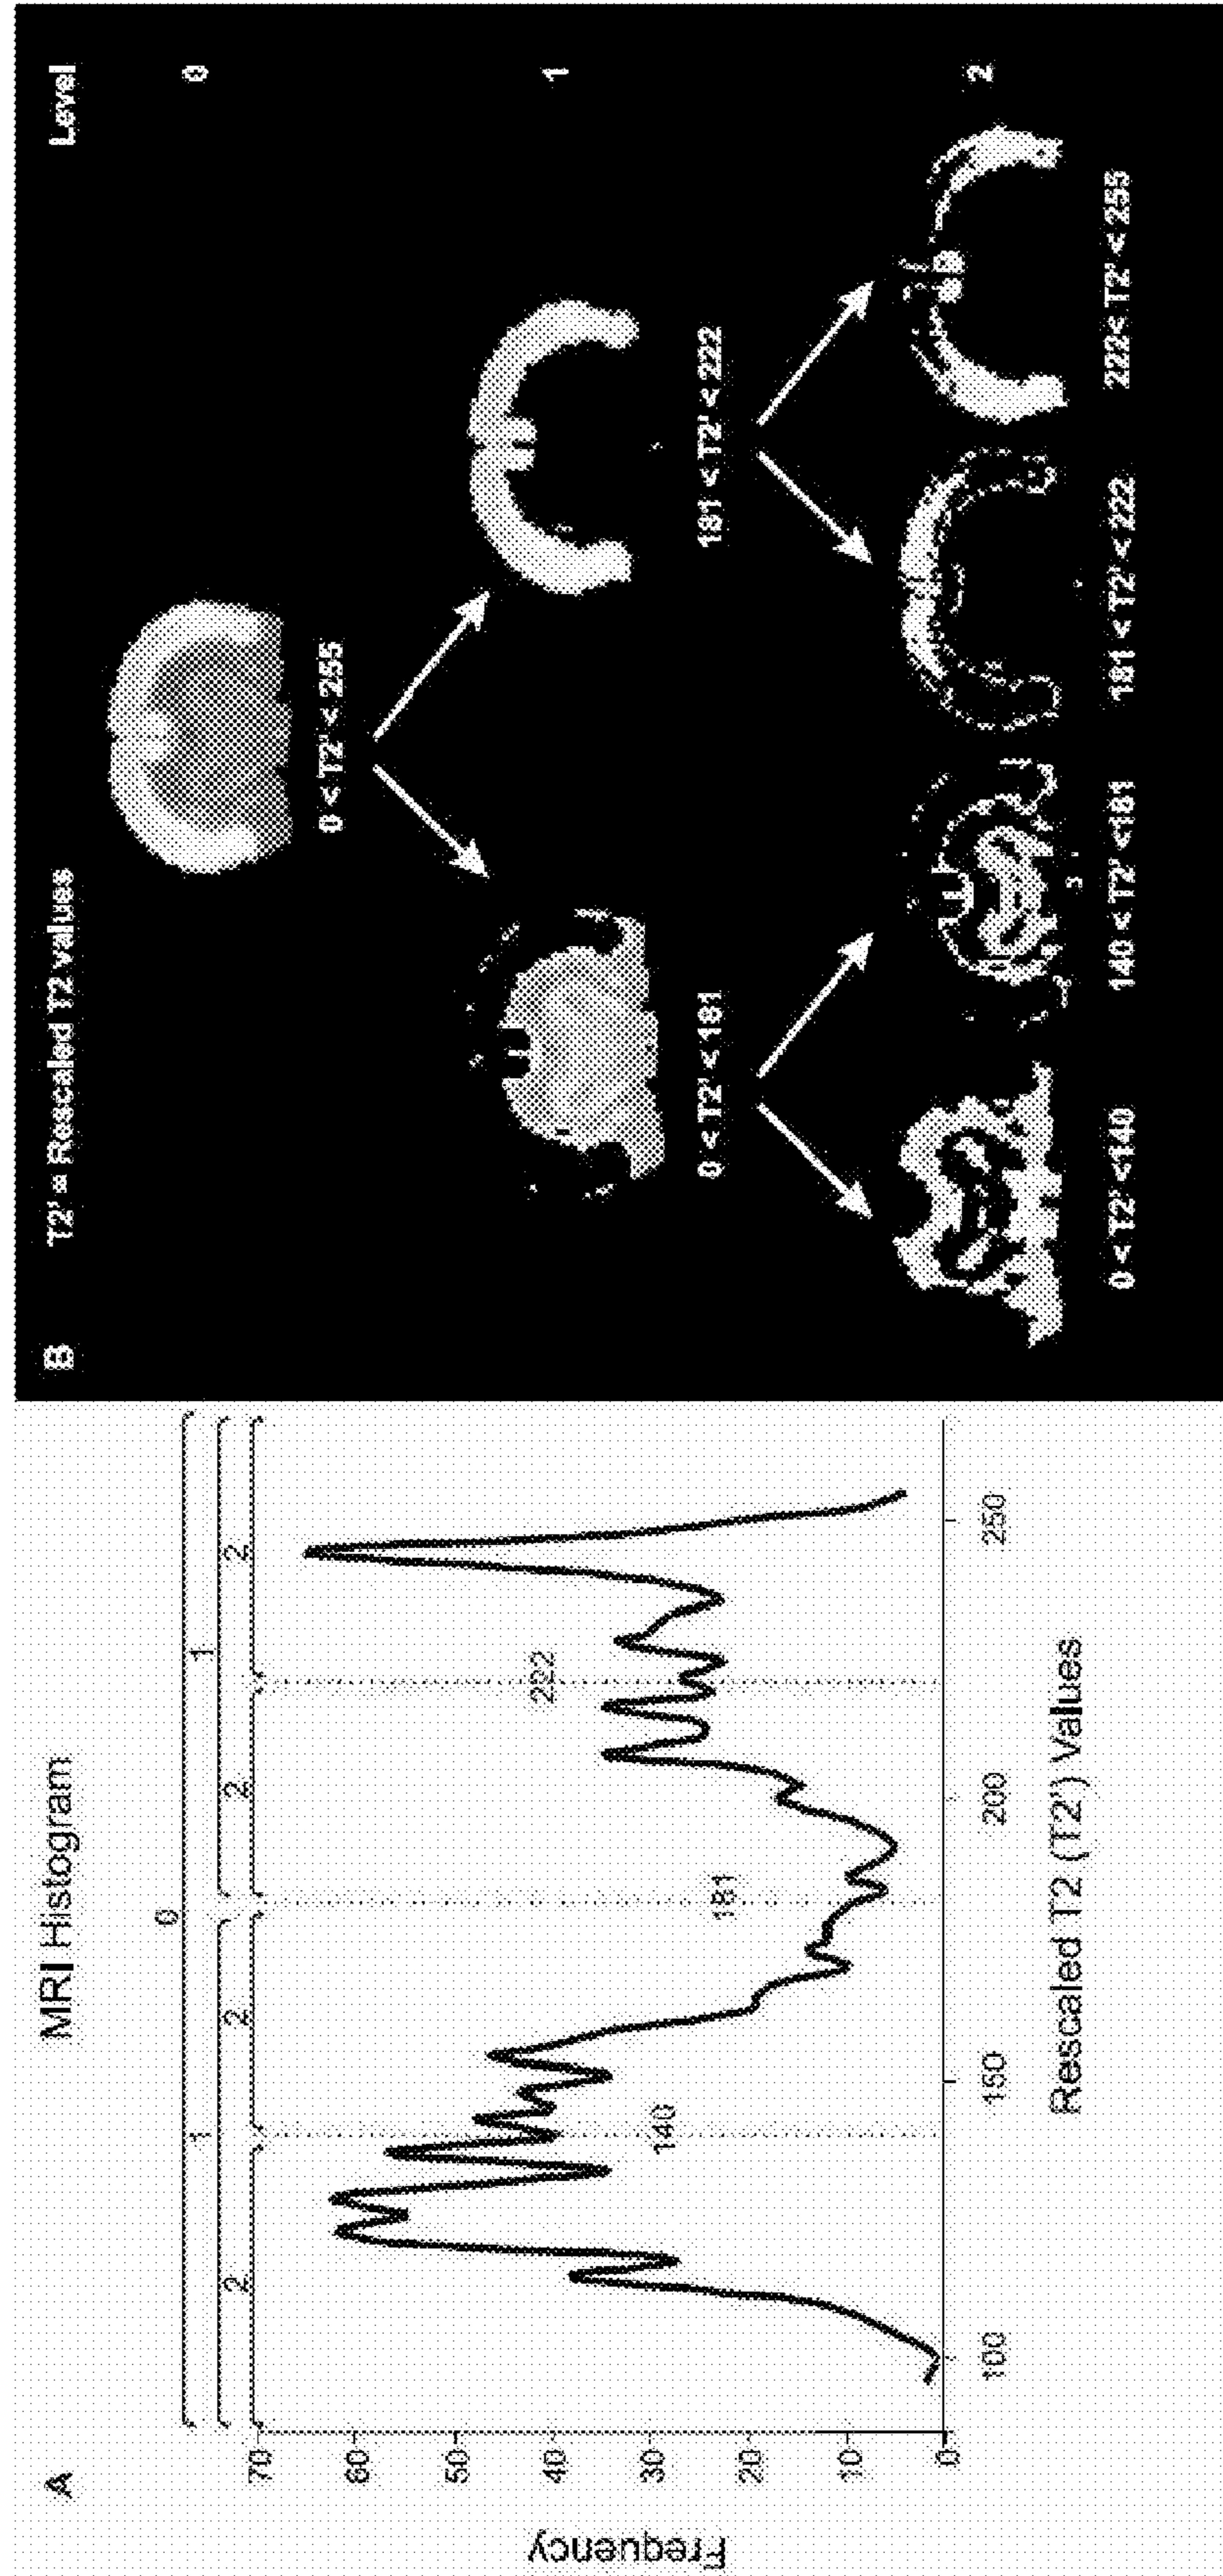 A
MRI Histogram
0
1
1
2
2
2
2
70
60
50
40
30
20
10
0
Frequency
140
181
222
100
150
200
250
Rescaled T2 (T2') Values
B
T2' = Rescaled T2 values
Level
0
0 < T2' < 255
1
0 < T2' < 181
181 < T2' < 222
2
0 < T2' <140
140 < T2' <181
181 < T2' < 222
222< T2' < 255